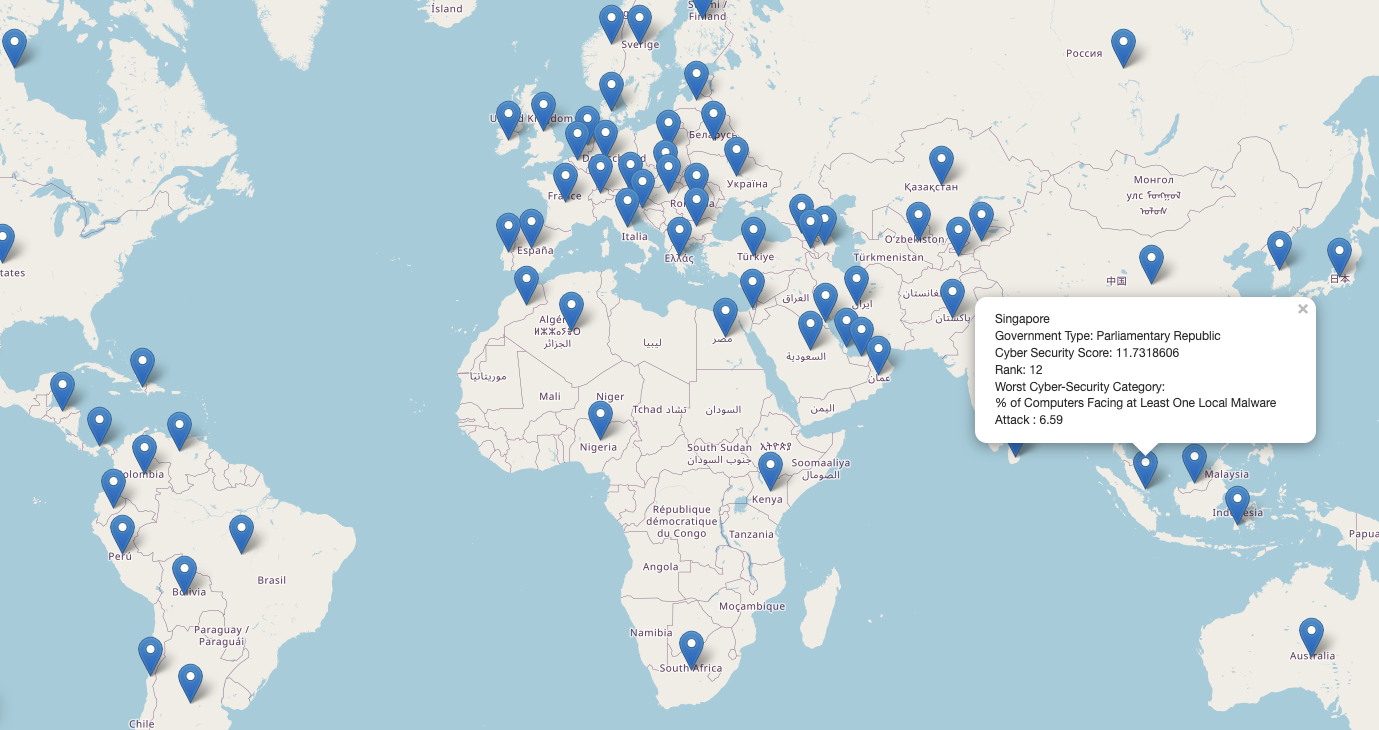 Ísland
Finland
Sverige
Россия
United Kingdom
Беларусь
Україна
France
Қазақстан
Монгол
улс
Italia
España
Ελλάς
Türkiye
Oʻzbekiston
Türkmenistan
中国
日本
tates
العراق
ایران
افغانستان
پاکستان
Algérie
ⵍⵣⵣⴰⵢⴻⵔ
الجزائر
ليبيا
مصر
السعودية
عمان
موريتانيا
Mali
Niger
Tchad تشاد
السودان
اليمن
Nigeria
South Sudan
جنوب السودان
ኢትዮጵያ
Soomaaliya
الصومال
Kenya
République
démocratique
du Congo
Tanzania
Angola
Moçambique
Namibia
South Africa
Colombia
Perú
Brasil
Bolivia
Paraguay /
Paraguái
Chile
Singapore
Government Type: Parliamentary Republic
Cyber Security Score: 11.7318606
Rank: 12
Worst Cyber-Security Category:
% of Computers Facing at Least One Local Malware
Attack : 6.59
×
Malaysia
Indonesia
Papua
Australia